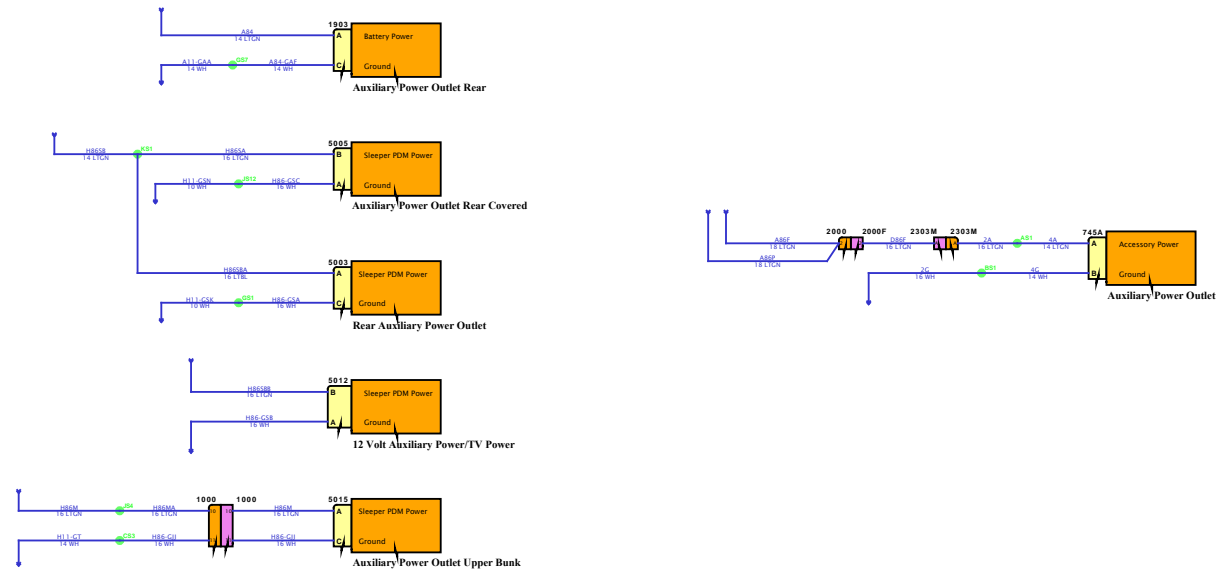 1903
A84
14 LTGN
A
Battery Power
A11-GAA
14 WH
GS7
A84-GAF
14 WH
C
Ground
Auxiliary Power Outlet Rear
5005
H86SB
14 LTGN
KS1
H86SA
16 LTGN
B
Sleeper PDM Power
H11-GSN
10 WH
JS12
H86-GSC
16 WH
A
Ground
Auxiliary Power Outlet Rear Covered
5003
H86SBA
16 LTBL
A
Sleeper PDM Power
H11-GSK
10 WH
GS1
H86-GSA
16 WH
C
Ground
Rear Auxiliary Power Outlet
5012
H86SBB
16 LTGN
B
Sleeper PDM Power
H86-GSB
16 WH
A
Ground
12 Volt Auxiliary Power/TV Power
1000
1000
5015
H86M
16 LTGN
JS4
H86MA
16 LTGN
10
10
H86M
16 LTGN
A
Sleeper PDM Power
H11-GT
14 WH
CS3
H86-GJJ
16 WH
H86-GJJ
16 WH
C
Ground
Auxiliary Power Outlet Upper Bunk
2000
2000F
2303M
2303M
745A
A86F
18 LTGN
A86P
18 LTGN
D86F
16 LTGN
2A
16 LTGN
AS1
4A
14 LTGN
A
Accessory Power
2G
16 WH
BS1
4G
14 WH
B
Ground
Auxiliary Power Outlet